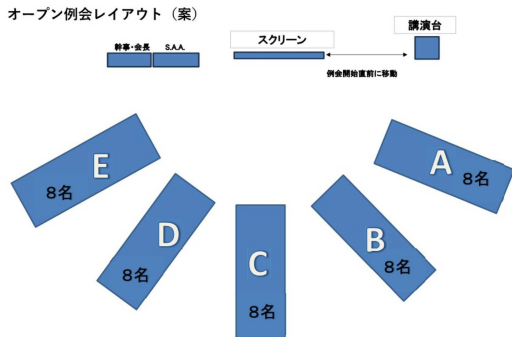 オープン例会レイアウト（案）
幹事･会長 S.A.A.
スクリーン
講演台
例会開始直前に移動
E
8名
D
8名
C
8名
B
8名
A
8名